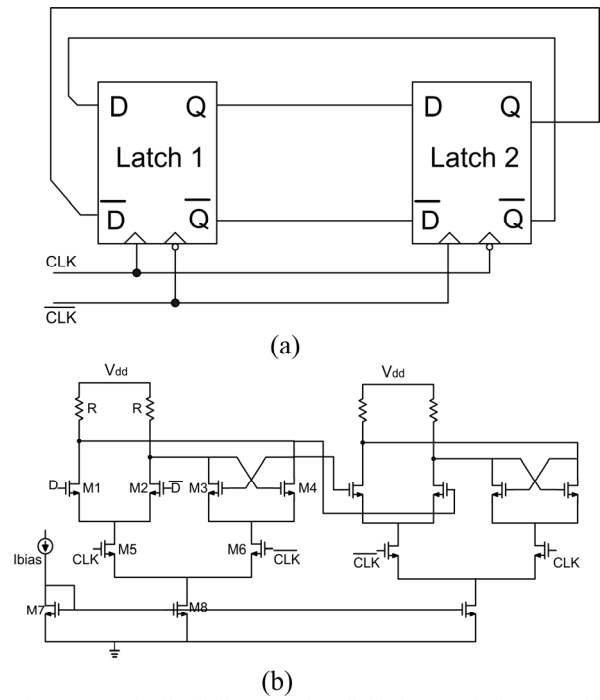 D Q D Q
Latch 1 Latch 2
D̅ Q̅ D̅ Q̅
CLK
C̅L̅K̅
(a)
Vdd Vdd
R R
D M1 M2 D̅ M3 M4
CLK M5 M6 C̅L̅K̅ C̅L̅K̅ CLK
Ibias
M7 M8
(b)